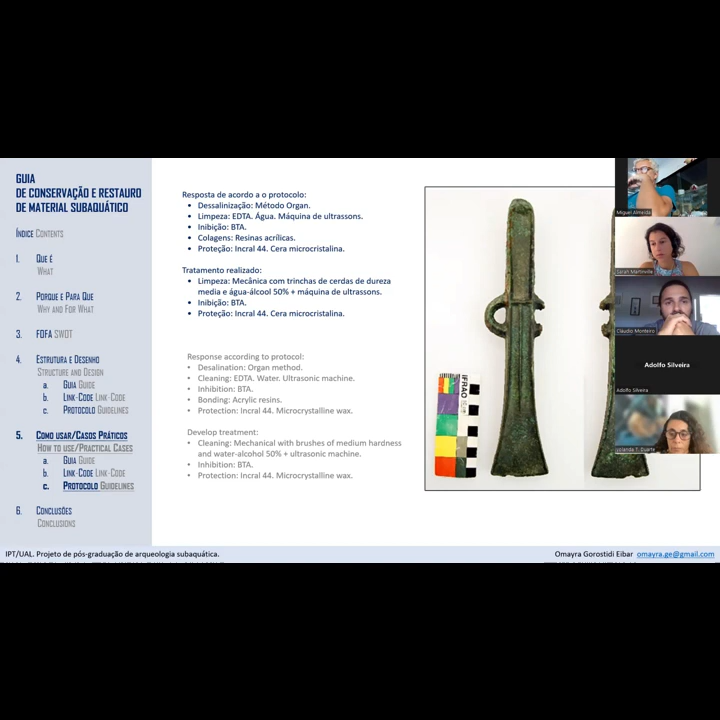 GUIA
DE CONSERVAÇÃO E RESTAURO
DE MATERIAL SUBAQUÁTICO
ÍNDICE CONTENTS
1. QUE É
WHAT
2. PORQUE E PARA QUE
WHY AND FOR WHAT
3. FOFA SWOT
4. ESTRUTURA E DESENHO
STRUCTURE AND DESIGN
a. GUIA GUIDE
b. LINK-CODE LINK-CODE
c. PROTOCOLO GUIDELINES
5. COMO USAR/CASOS PRÁTICOS
HOW TO USE/PRACTICAL CASES
a. GUIA GUIDE
b. LINK-CODE LINK-CODE
c. PROTOCOLO GUIDELINES
6. CONCLUSÕES
CONCLUSIONS
Resposta de acordo a o protocolo:
• Dessalinização: Método Organ.
• Limpeza: EDTA. Água. Máquina de ultrassons.
• Inibição: BTA.
• Colagens: Resinas acrílicas.
• Proteção: Incral 44. Cera microcristalina.
Tratamento realizado:
• Limpeza: Mecânica com trinchas de cerdas de dureza
media e água-álcool 50% + máquina de ultrassons.
• Inibição: BTA.
• Proteção: Incral 44. Cera microcristalina.
Response according to protocol:
• Desalination: Organ method.
• Cleaning: EDTA. Water. Ultrasonic machine.
• Inhibition: BTA.
• Bonding: Acrylic resins.
• Protection: Incral 44. Microcrystalline wax.
Develop treatment:
• Cleaning: Mechanical with brushes of medium hardness
and water-alcohol 50% + ultrasonic machine.
• Inhibition: BTA.
• Protection: Incral 44. Microcrystalline wax.
IFRAO
Miguel Almeida
Saran Martinville
Cláudio Monteiro
Adolfo Silveira
Adolfo Silveira
Iolanda T. Duarte
IPT/UAL. Projeto de pós-graduação de arqueologia subaquática.
Omayra Gorostidi Eibar omayra.ge@gmail.com